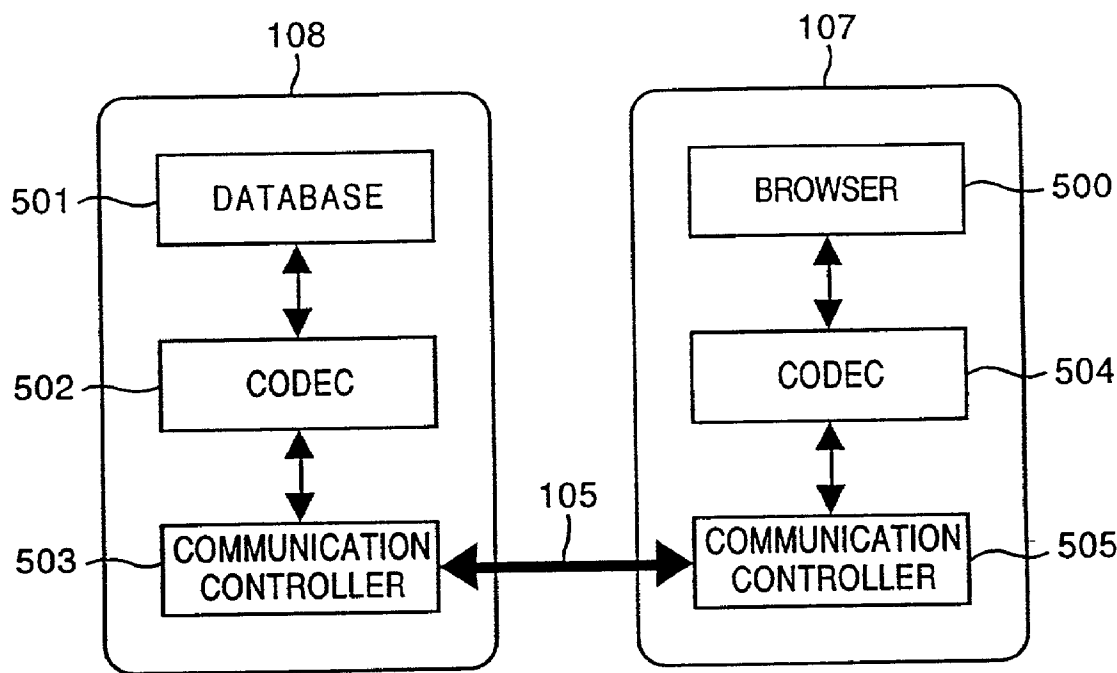 108
107
501
DATABASE
BROWSER
500
502
CODEC
CODEC
504
105
503
COMMUNICATION
CONTROLLER
COMMUNICATION
CONTROLLER
505